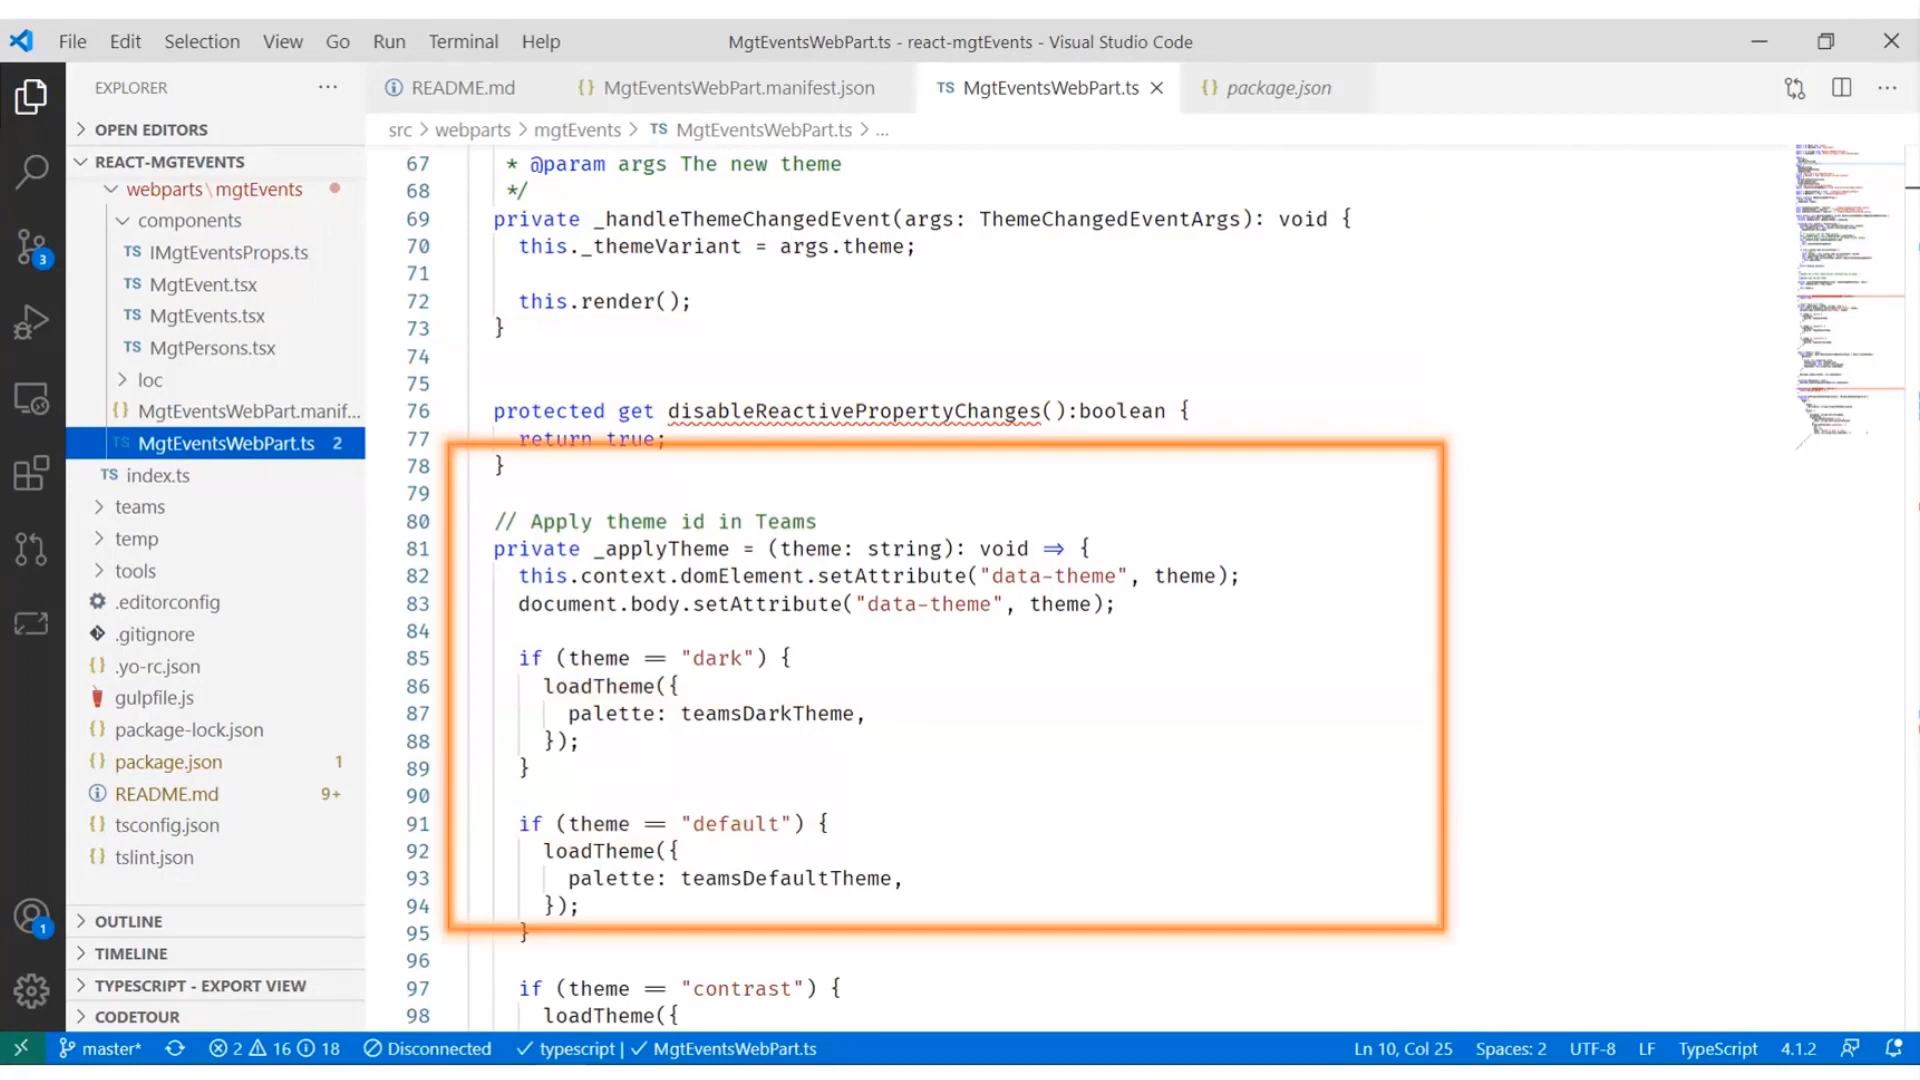 File Edit Selection View Go Run Terminal Help MgtEventsWebPart.ts - react-mgtEvents - Visual Studio Code
EXPLORER ...
README.md {} MgtEventsWebPart.manifest.json TS MgtEventsWebPart.ts {} package.json
OPEN EDITORS
src > webparts > mgtEvents > TS MgtEventsWebPart.ts > ...
REACT-MGTEVENTS
webparts\mgtEvents
components
TS IMgtEventsProps.ts
TS MgtEvent.tsx
TS MgtEvents.tsx
TS MgtPersons.tsx
loc
{} MgtEventsWebPart.manif...
TS MgtEventsWebPart.ts 2
TS index.ts
teams
temp
tools
.editorconfig
.gitignore
{} .yo-rc.json
gulpfile.js
{} package-lock.json
{} package.json 1
README.md 9+
{} tsconfig.json
{} tslint.json
OUTLINE
TIMELINE
TYPESCRIPT - EXPORT VIEW
CODETOUR
3
1
67 * @param args The new theme
68 */
69 private _handleThemeChangedEvent(args: ThemeChangedEventArgs): void {
70 this._themeVariant = args.theme;
71
72 this.render();
73 }
74
75
76 protected get disableReactivePropertyChanges():boolean {
77 return true;
78 }
79
80 // Apply theme id in Teams
81 private _applyTheme = (theme: string): void => {
82 this.context.domElement.setAttribute("data-theme", theme);
83 document.body.setAttribute("data-theme", theme);
84
85 if (theme == "dark") {
86 loadTheme({
87 palette: teamsDarkTheme,
88 });
89 }
90
91 if (theme == "default") {
92 loadTheme({
93 palette: teamsDefaultTheme,
94 });
95 }
96
97 if (theme == "contrast") {
98 loadTheme({
master* 2 16 18 Disconnected typescript | MgtEventsWebPart.ts Ln 10, Col 25 Spaces: 2 UTF-8 LF TypeScript 4.1.2